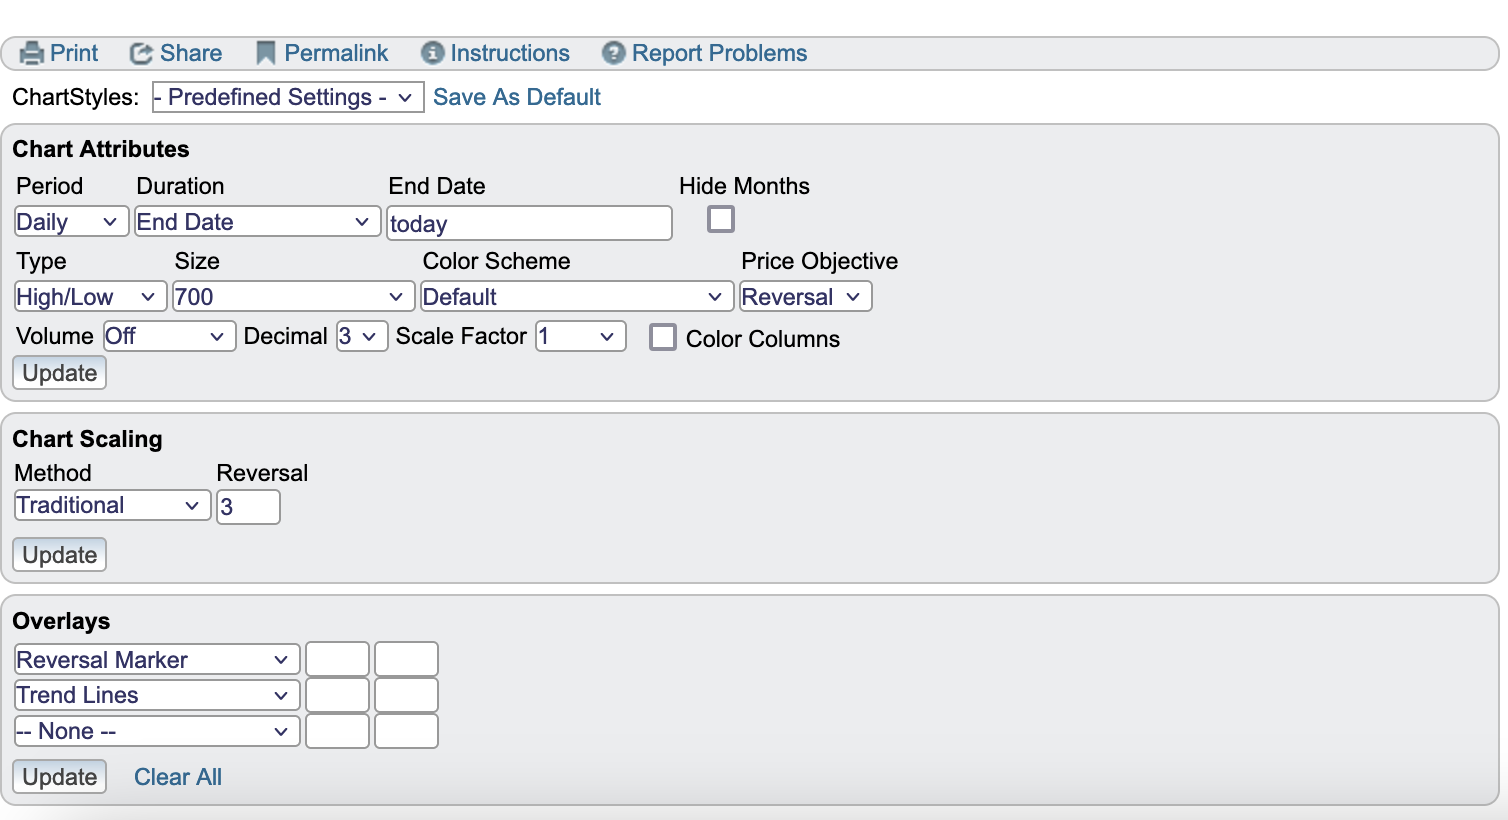 Print Share Permalink Instructions Report Problems
ChartStyles: - Predefined Settings - Save As Default
Chart Attributes
Period Duration End Date Hide Months
Daily End Date today
Type Size Color Scheme Price Objective
High/Low 700 Default Reversal
Volume Off Decimal 3 Scale Factor 1 Color Columns
Update
Chart Scaling
Method Reversal
Traditional 3
Update
Overlays
Reversal Marker
Trend Lines
-- None --
Update Clear All